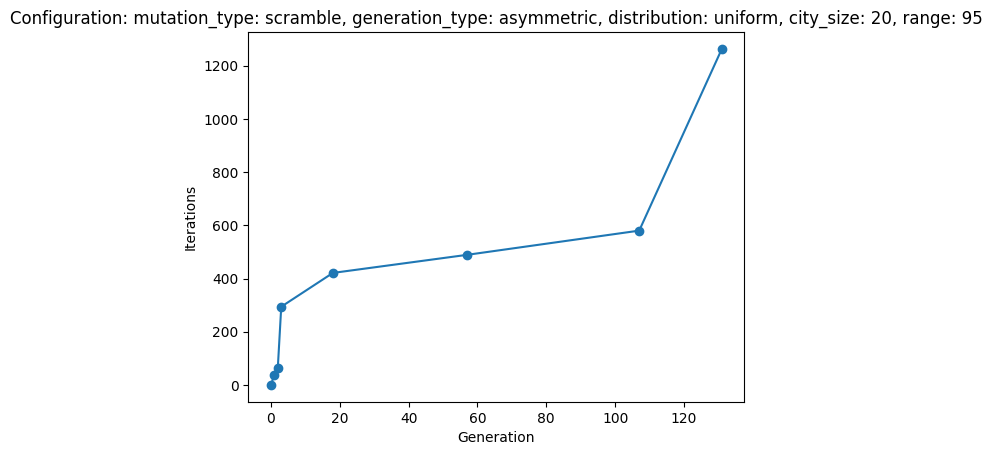 Configuration: mutation_type: scramble, generation_type: asymmetric, distribution: uniform, city_size: 20, range: 95
1200
1000
800
600
400
200
0
Iterations
0 20 40 60 80 100 120
Generation